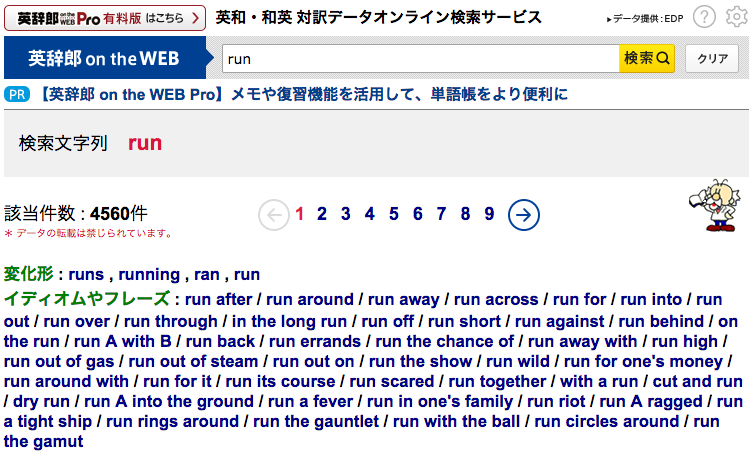 英辞郎 on the WEB Pro 有料版 はこちら
英和・和英 対訳データオンライン検索サービス
▸データ提供：EDP
?
英辞郎 on the WEB
run
検索
クリア
PR 【英辞郎 on the WEB Pro】メモや復習機能を活用して、単語帳をより便利に
検索文字列 run
該当件数 : 4560件
1 2 3 4 5 6 7 8 9
＊ データの転載は禁じられています。
変化形 : runs , running , ran , run
イディオムやフレーズ : run after / run around / run away / run across / run for / run into / run
out / run over / run through / in the long run / run off / run short / run against / run behind / on
the run / run A with B / run back / run errands / run the chance of / run away with / run high /
run out of gas / run out of steam / run out on / run the show / run wild / run for one's money /
run around with / run for it / run its course / run scared / run together / with a run / cut and run
/ dry run / run A into the ground / run a fever / run in one's family / run riot / run A ragged / run
a tight ship / run rings around / run the gauntlet / run with the ball / run circles around / run
the gamut